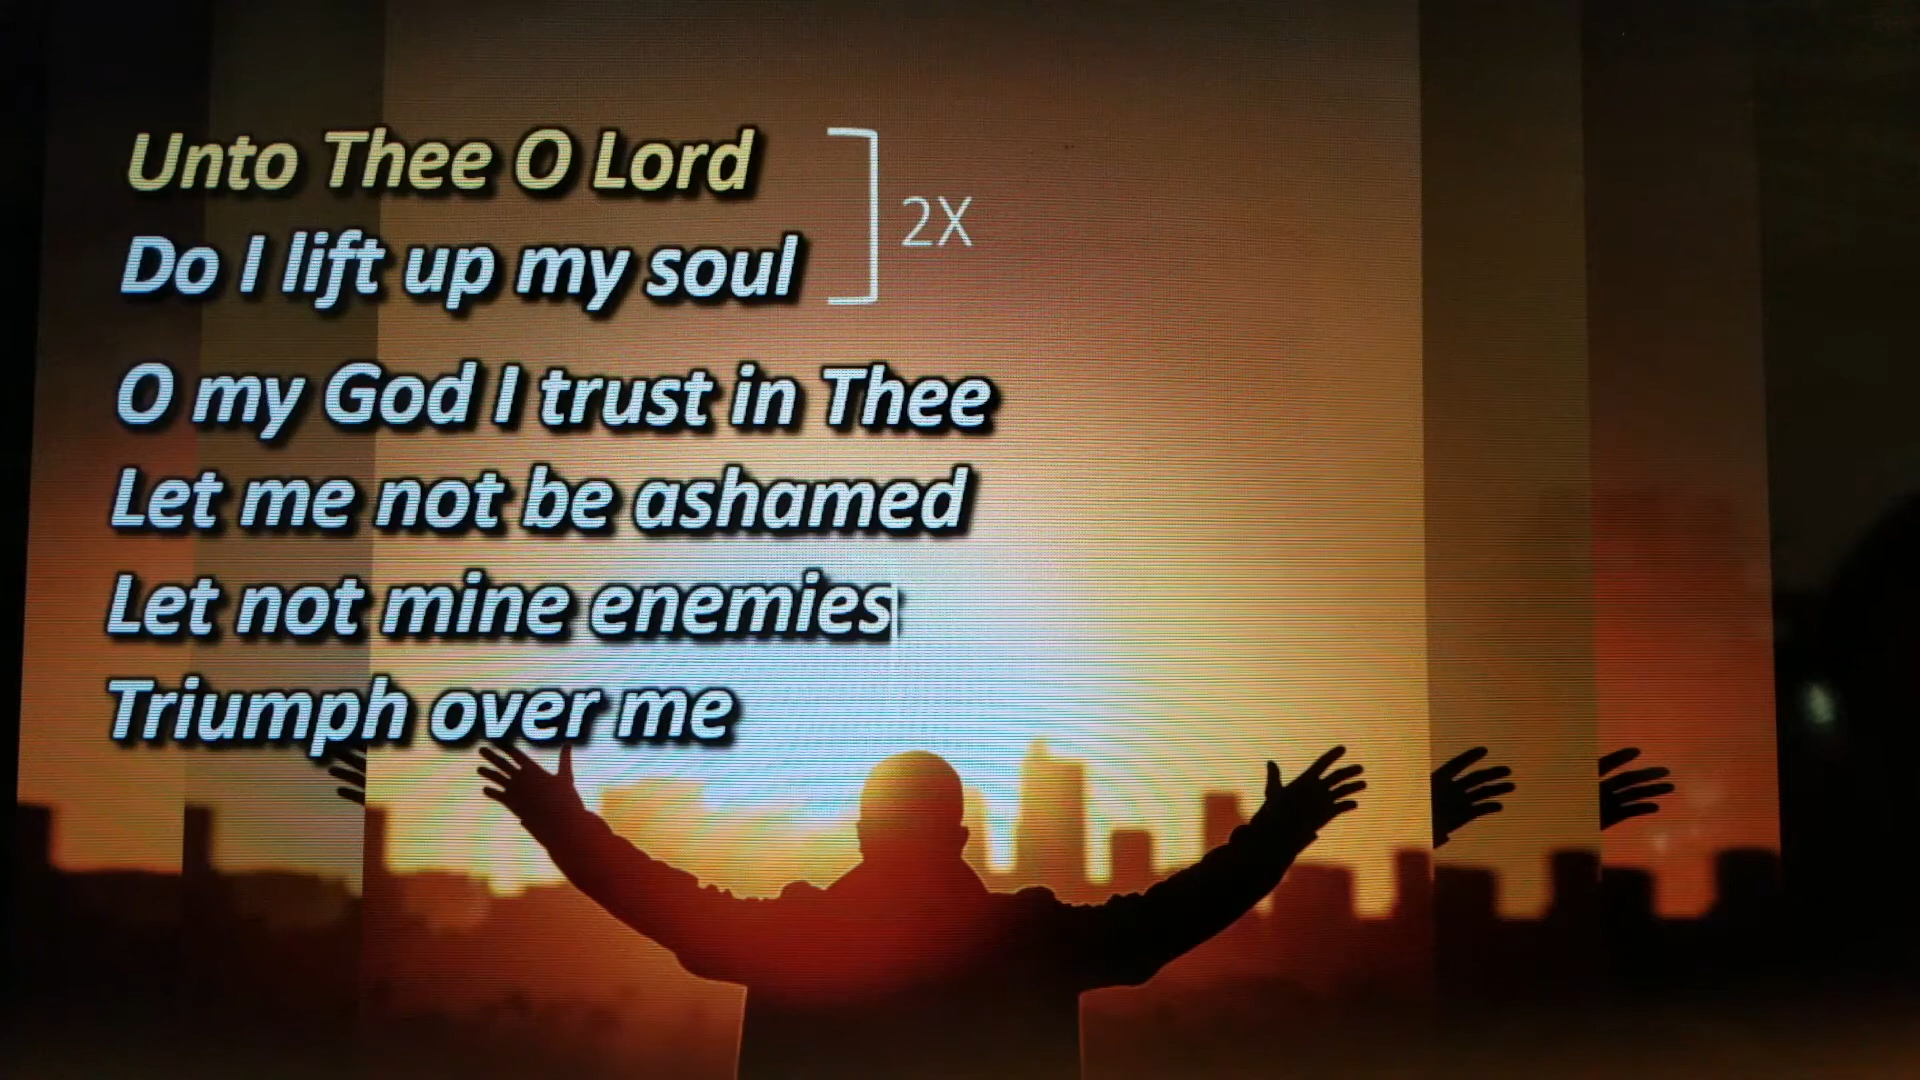 Unto Thee O Lord
Do I lift up my soul
2X
O my God I trust in Thee
Let me not be ashamed
Let not mine enemies
Triumph over me